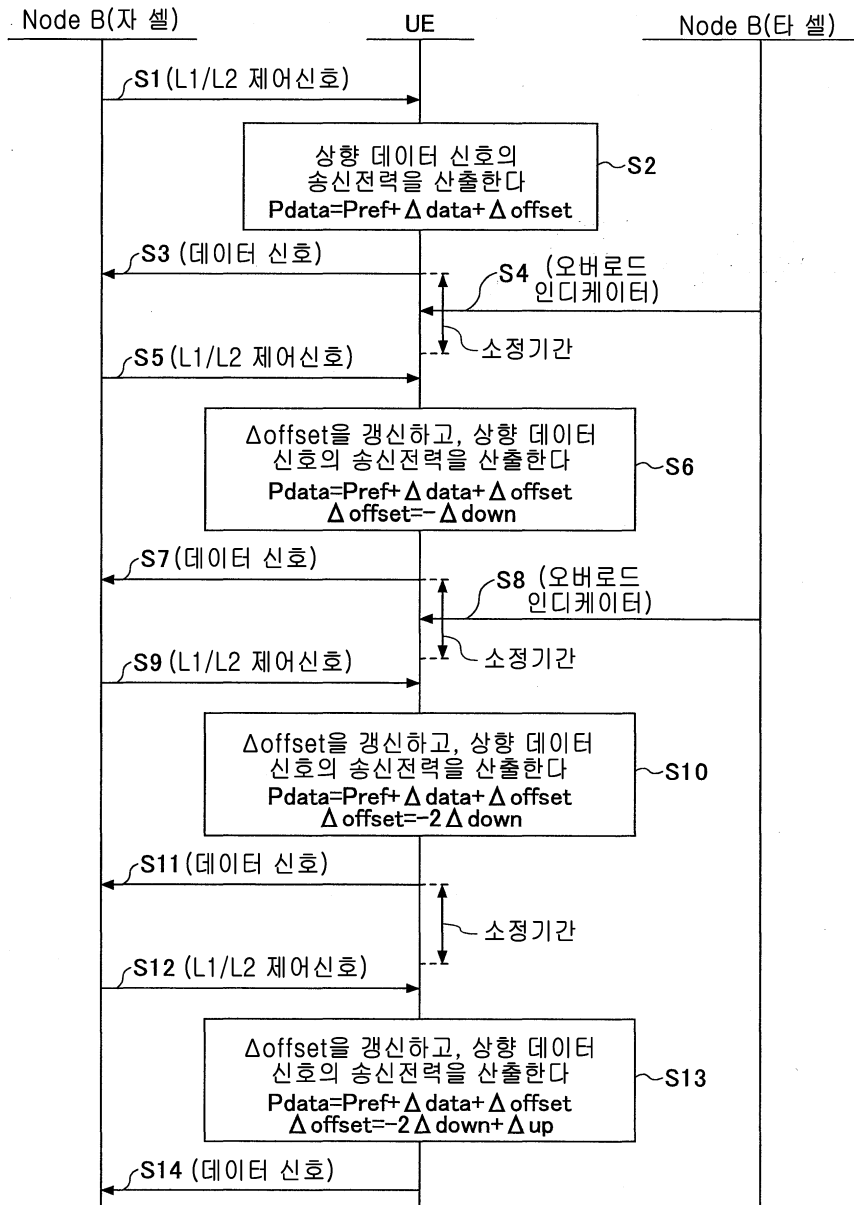 Node B(자 셀)
UE
Node B(타 셀)
S1(L1/L2 제어신호)
상향 데이터 신호의
송신전력을 산출한다
Pdata=Pref+Δdata+Δoffset
S2
S3 (데이터 신호)
S4 (오버로드
인디케이터)
소정기간
S5(L1/L2 제어신호)
Δoffset을 갱신하고, 상향 데이터
신호의 송신전력을 산출한다
Pdata=Pref+Δdata+Δoffset
Δoffset=-Δdown
S6
S7(데이터 신호)
S8 (오버로드
인디케이터)
소정기간
S9(L1/L2 제어신호)
Δoffset을 갱신하고, 상향 데이터
신호의 송신전력을 산출한다
Pdata=Pref+Δdata+Δoffset
Δoffset=-2Δdown
S10
S11(데이터 신호)
소정기간
S12 (L1/L2 제어신호)
Δoffset을 갱신하고, 상향 데이터
신호의 송신전력을 산출한다
Pdata=Pref+Δdata+Δoffset
Δoffset=-2Δdown+Δup
S13
S14 (데이터 신호)